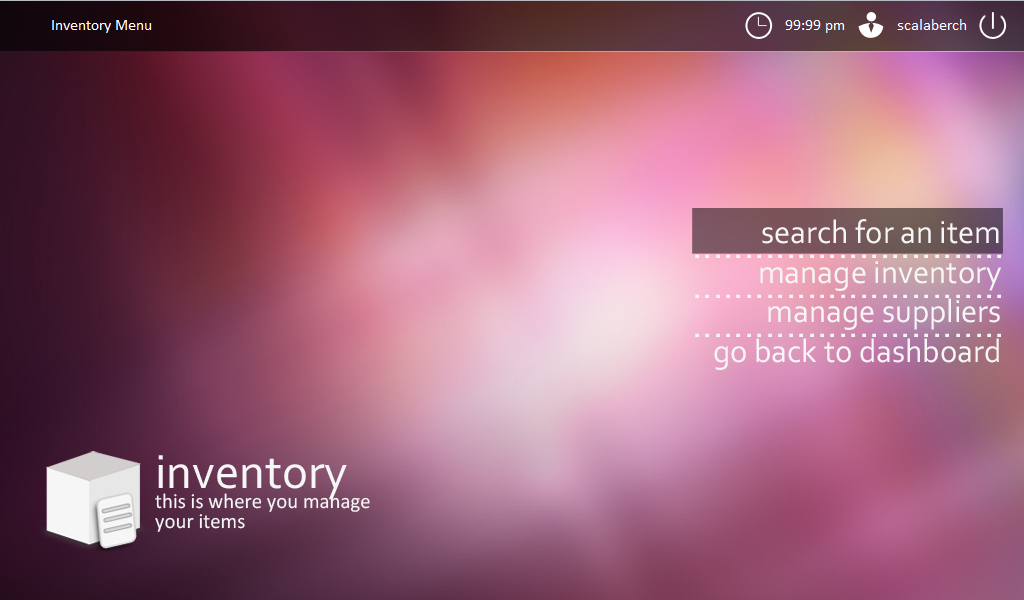 Inventory Menu
99:99 pm
scalaberch
search for an item
manage inventory
manage suppliers
go back to dashboard
inventory
this is where you manage
your items